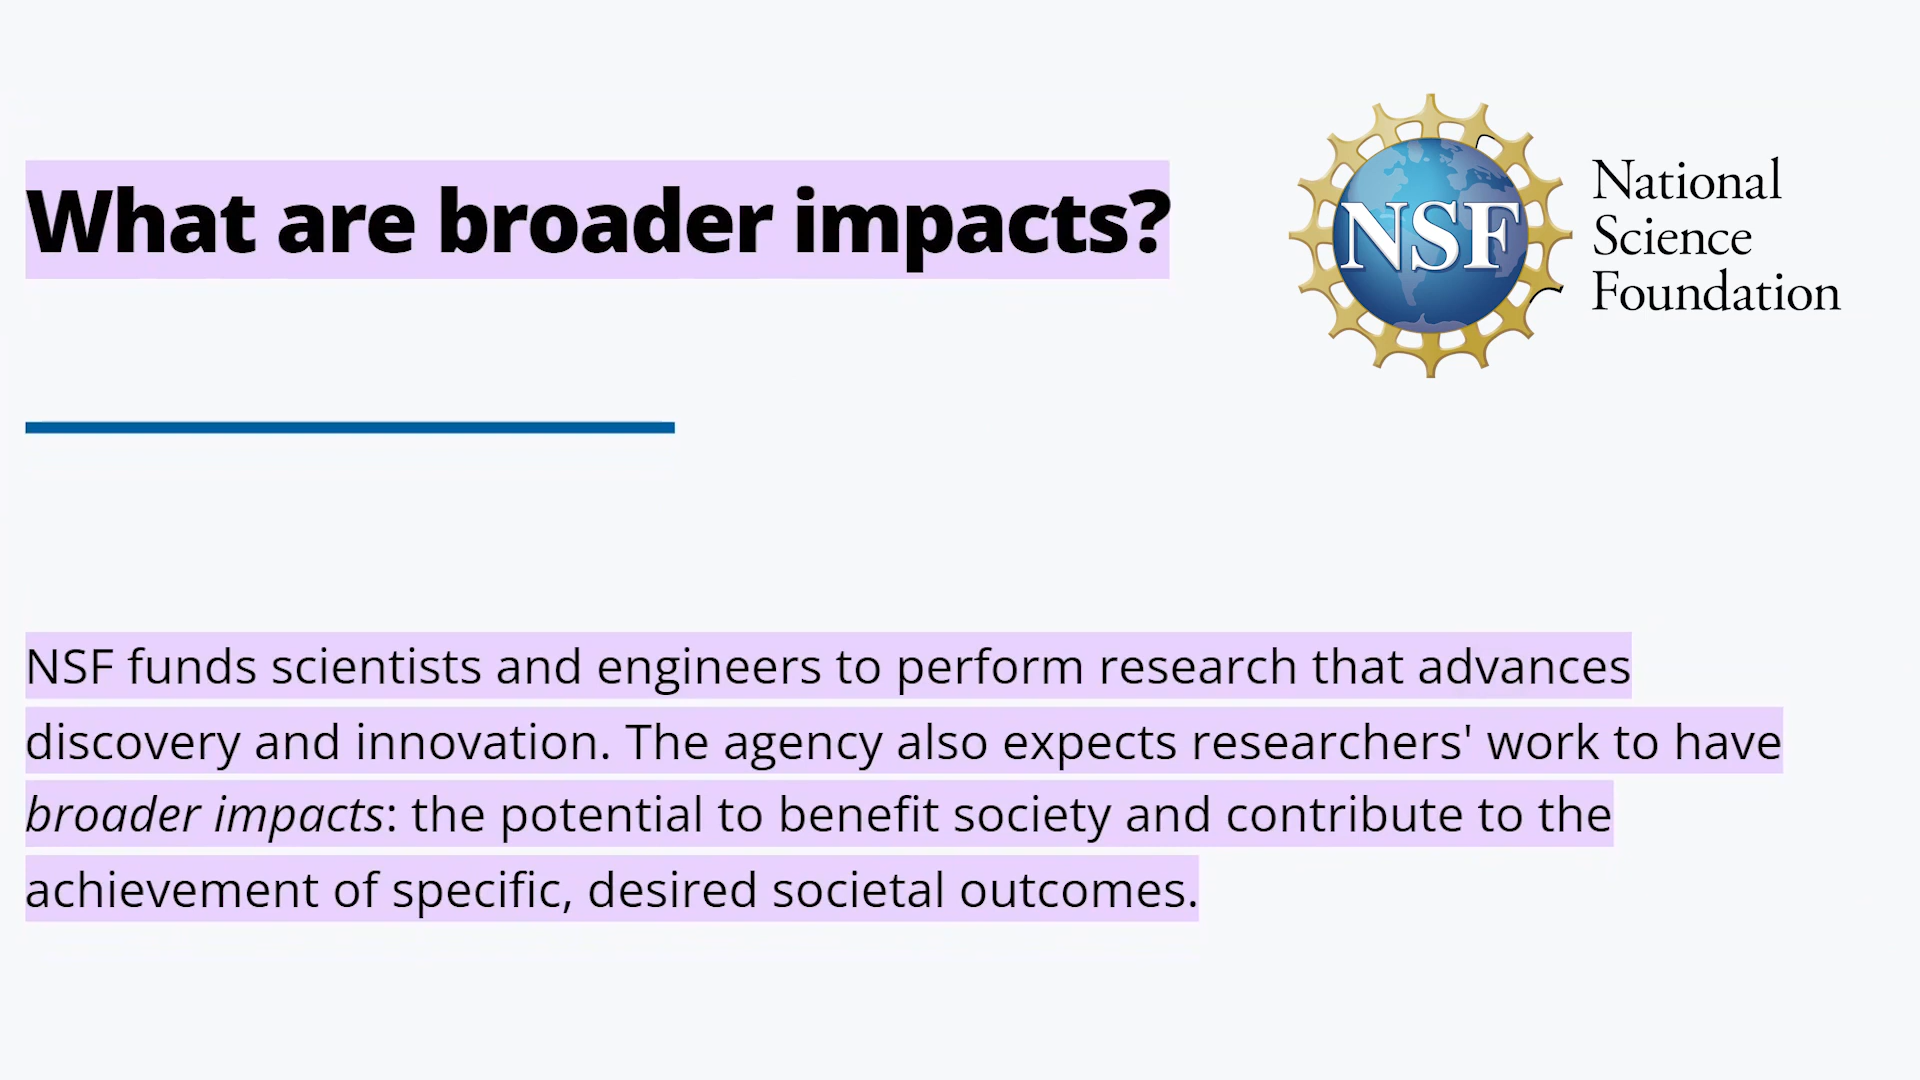 What are broader impacts?
NSF
National
Science
Foundation
NSF funds scientists and engineers to perform research that advances
discovery and innovation. The agency also expects researchers' work to have
broader impacts: the potential to benefit society and contribute to the
achievement of specific, desired societal outcomes.